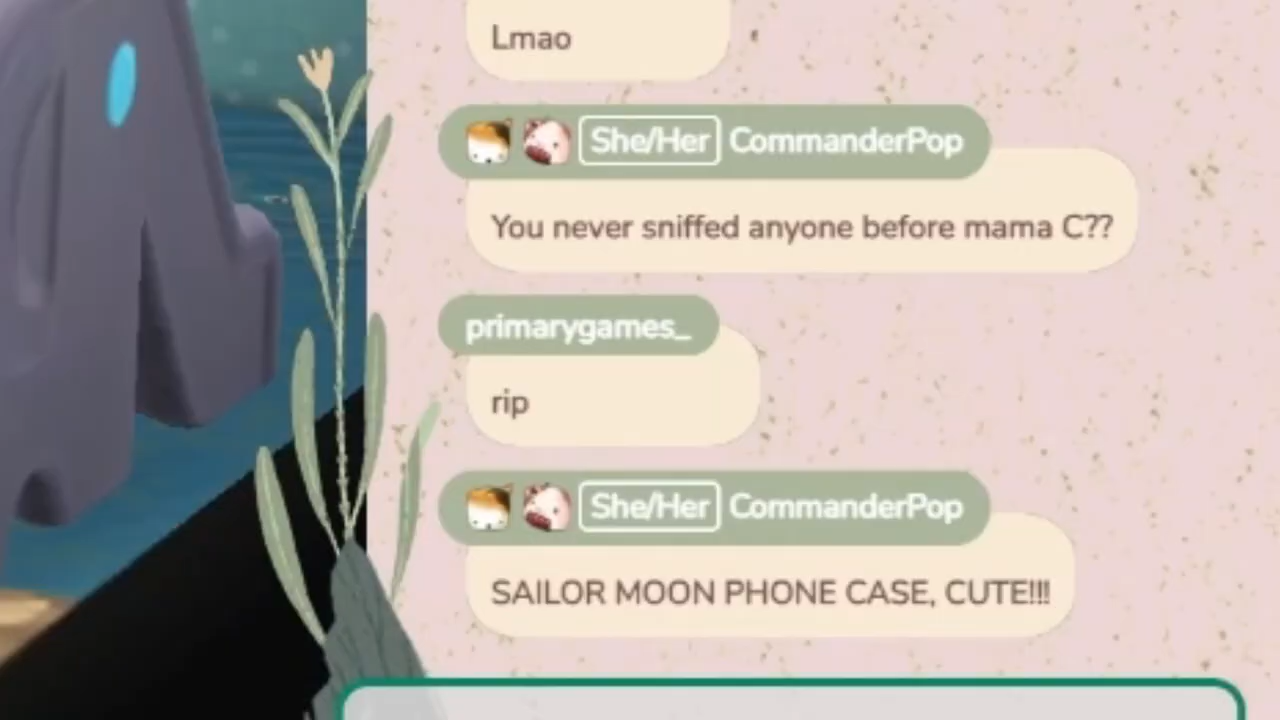 Lmao
She/Her CommanderPop
You never sniffed anyone before mama C??
primarygames_
rip
She/Her CommanderPop
SAILOR MOON PHONE CASE, CUTE!!!